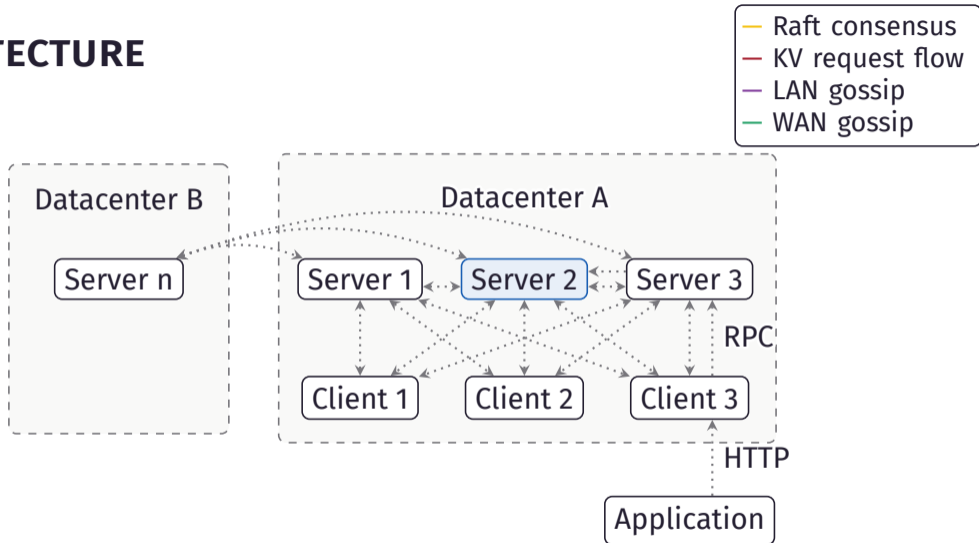 TECTURE
Raft consensus
KV request flow
LAN gossip
WAN gossip
Datacenter B
Datacenter A
Server n
Server 1
Server 2
Server 3
RPC
Client 1
Client 2
Client 3
HTTP
Application